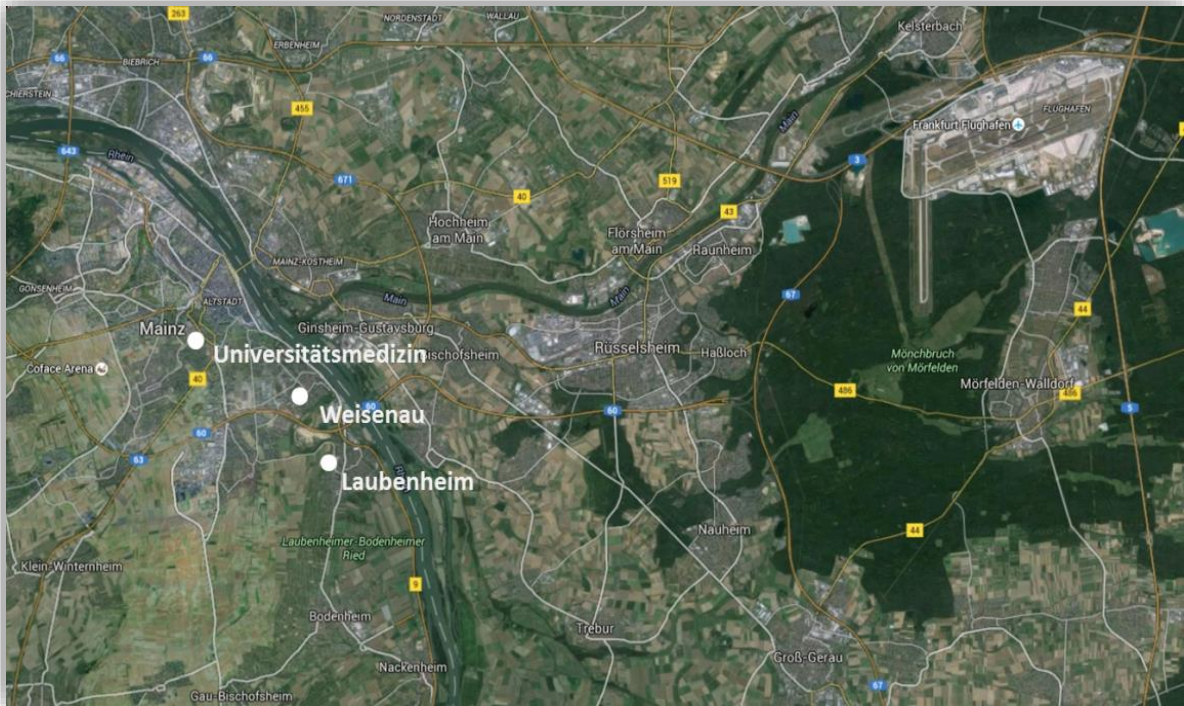 263
NORDENSTADT
WALLAU
Kelsterbach
ERBENHEIM
66
BIEBRICH
66
SCHIERSTEIN
455
FLUGHAFEN
Frankfurt Flughafen
Main
643
Rhein
3
671
40
519
43
Hochheim
am Main
Flörsheim
am Main
Raunheim
MAINZ-KOSTHEIM
GONSENHEIM
ALTSTADT
Main
Main
67
44
Mainz
Ginsheim-Gustavsburg
Universitätsmedizin
Bischofsheim
Rüsselsheim
Haßloch
Mönchbruch
von Mörfelden
Coface Arena
40
Mörfelden-Walldorf
486
486
60
60
5
Weisenau
60
63
Laubenheim
Laubenheimer-Bodenheimer
Ried
Nauheim
44
Klein-Winternheim
9
Bodenheim
Trebur
Groß-Gerau
Nackenheim
67
Gau-Bischofsheim